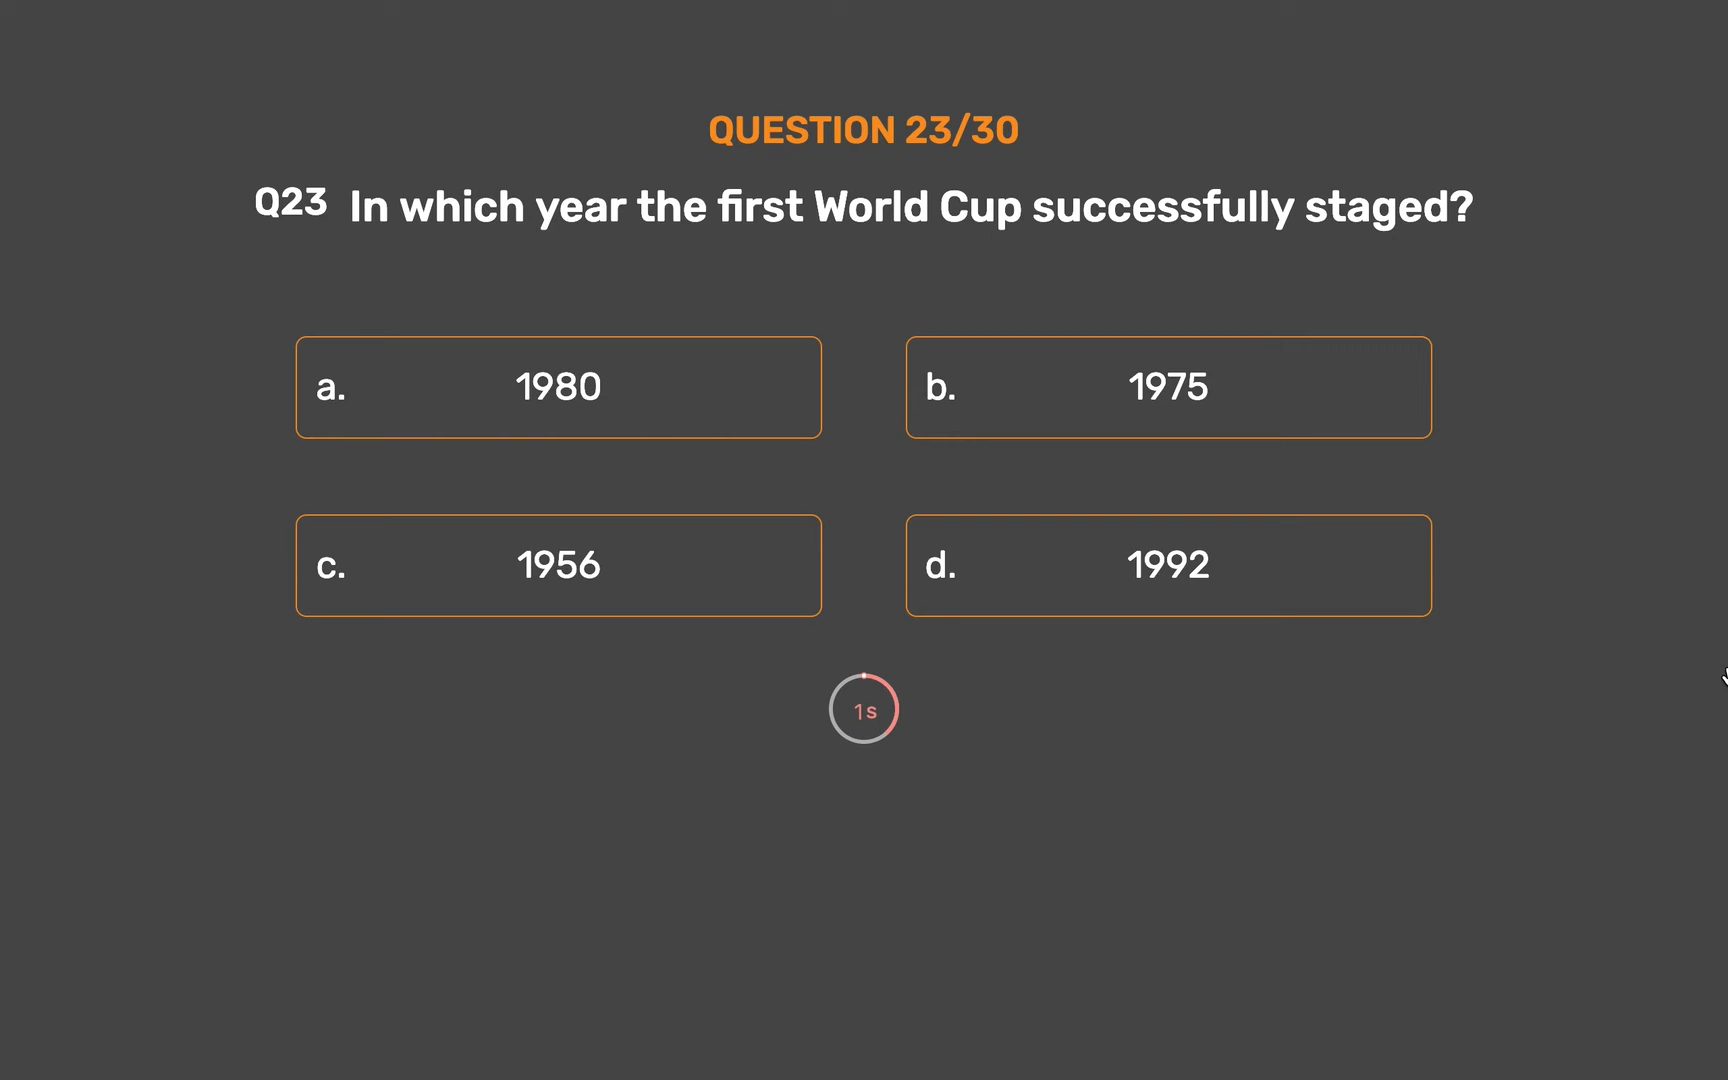 QUESTION 23/30
Q23 In which year the first World Cup successfully staged?
a. 1980
b. 1975
c. 1956
d. 1992
1s